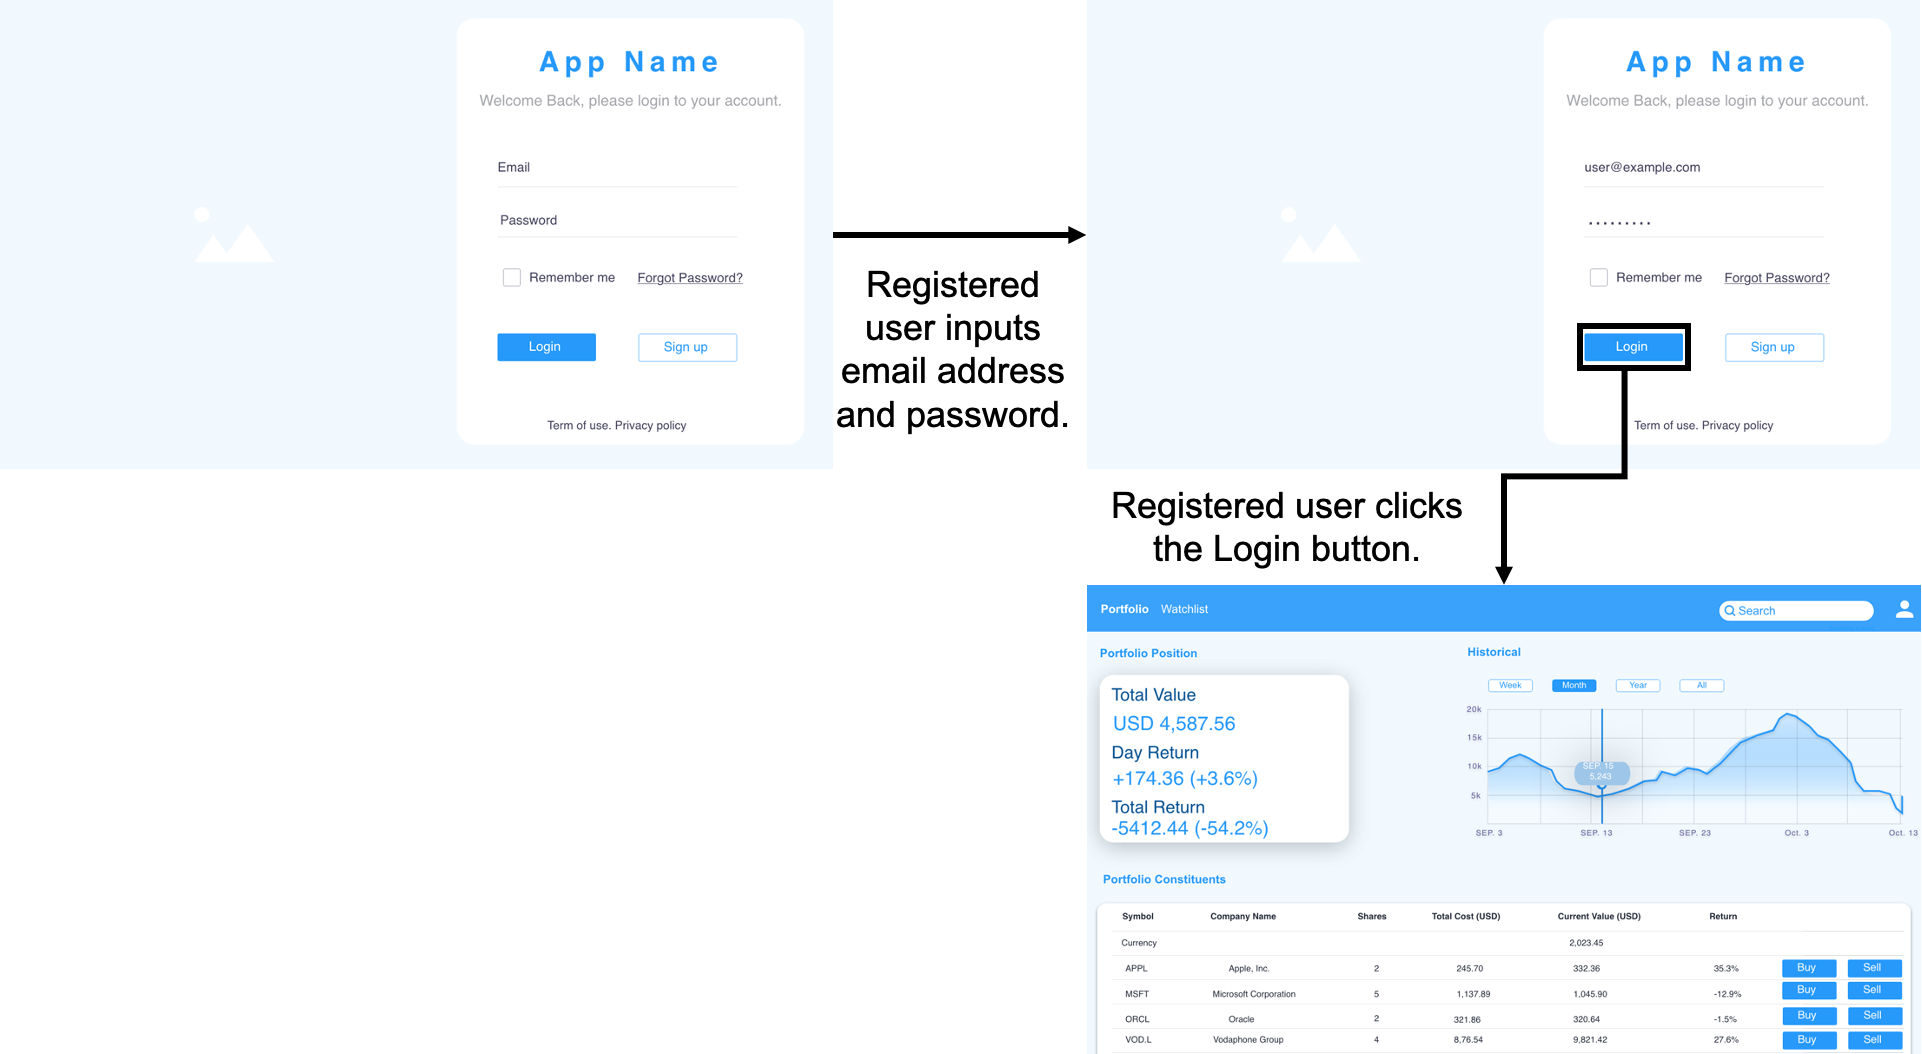 App Name
Welcome Back, please login to your account.
Email
Password
Remember me Forgot Password?
Login Sign up
Term of use. Privacy policy
Registered
user inputs
email address
and password.
App Name
Welcome Back, please login to your account.
user@example.com
.........
Remember me Forgot Password?
Login Sign up
Term of use. Privacy policy
Registered user clicks
the Login button.
Portfolio Watchlist Search
Portfolio Position
Total Value
USD 4,587.56
Day Return
+174.36 (+3.6%)
Total Return
-5412.44 (-54.2%)
Historical
Week Month Year All
20k
15k
10k
5k
SEP. 15
5,243
SEP. 3 SEP. 13 SEP. 23 Oct. 3 Oct. 13
Portfolio Constituents
Symbol Company Name Shares Total Cost (USD) Current Value (USD) Return
Currency 2,023.45
APPL Apple, Inc. 2 245.70 332.36 35.3% Buy Sell
MSFT Microsoft Corporation 5 1,137.89 1,045.90 -12.9% Buy Sell
ORCL Oracle 2 321.86 320.64 -1.5% Buy Sell
VOD.L Vodaphone Group 4 8,76.54 9,821.42 27.6% Buy Sell